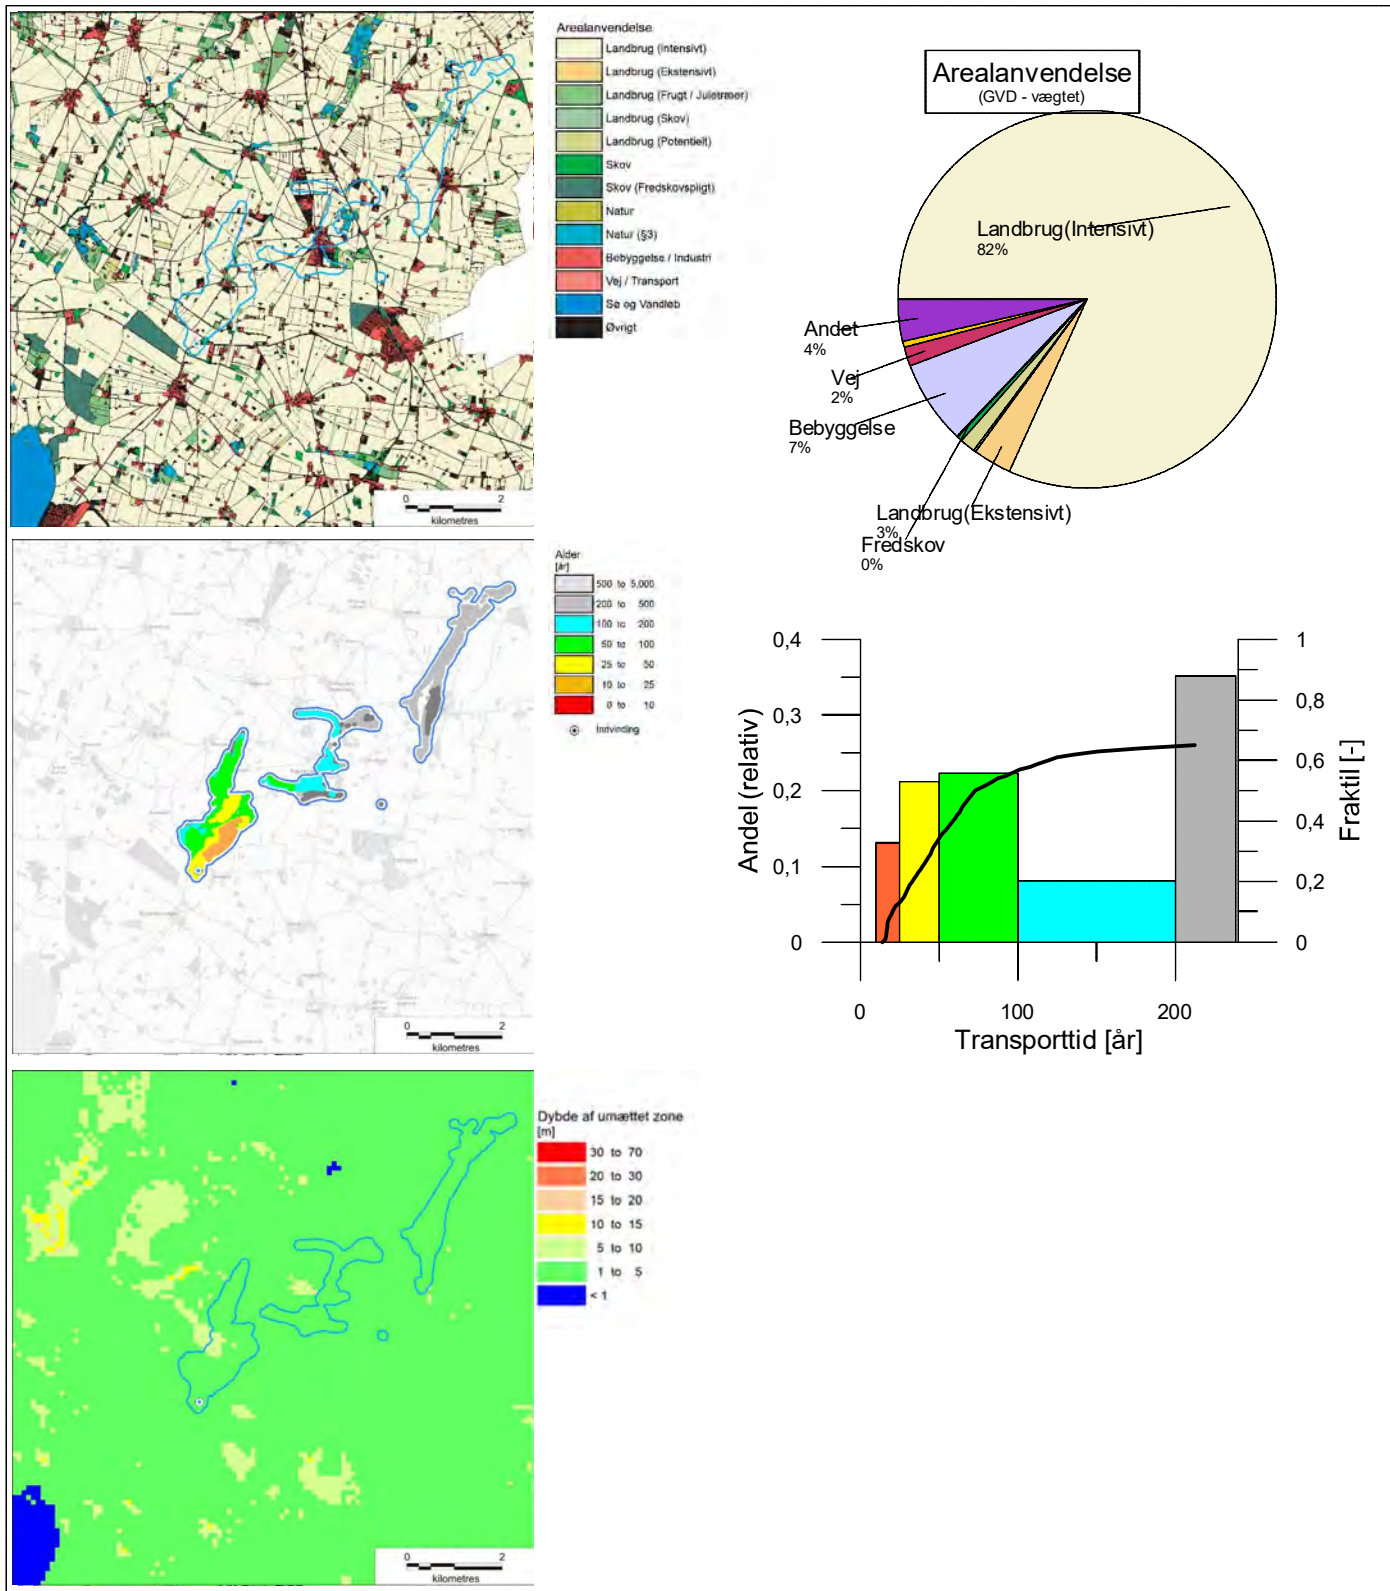 Arealanvendelse
Landbrug (Intensivt)
Landbrug (Ekstensivt)
Landbrug (Frugt / Juletræer)
Landbrug (Skov)
Landbrug (Potentielt)
Skov
Skov (Fredskovspligt)
Natur
Natur (§3)
Bebyggelse / Industri
Vej / Transport
Sø og Vandløb
Øvrigt
0 2
kilometres
Arealanvendelse
(GVD - vægtet)
Landbrug(Intensivt)
82%
Andet
4%
Vej
2%
Bebyggelse
7%
Landbrug(Ekstensivt)
3%
Fredskov
0%
Alder
[år]
500 to 5,000
200 to 500
100 to 200
50 to 100
25 to 50
10 to 25
0 to 10
Indvinding
0 2
kilometres
0,4
0,3
0,2
0,1
0
Andel (relativ)
1
0,8
0,6
0,4
0,2
0
Fraktil [-]
0 100 200
Transporttid [år]
Dybde af umættet zone
[m]
30 to 70
20 to 30
15 to 20
10 to 15
5 to 10
1 to 5
< 1
0 2
kilometres